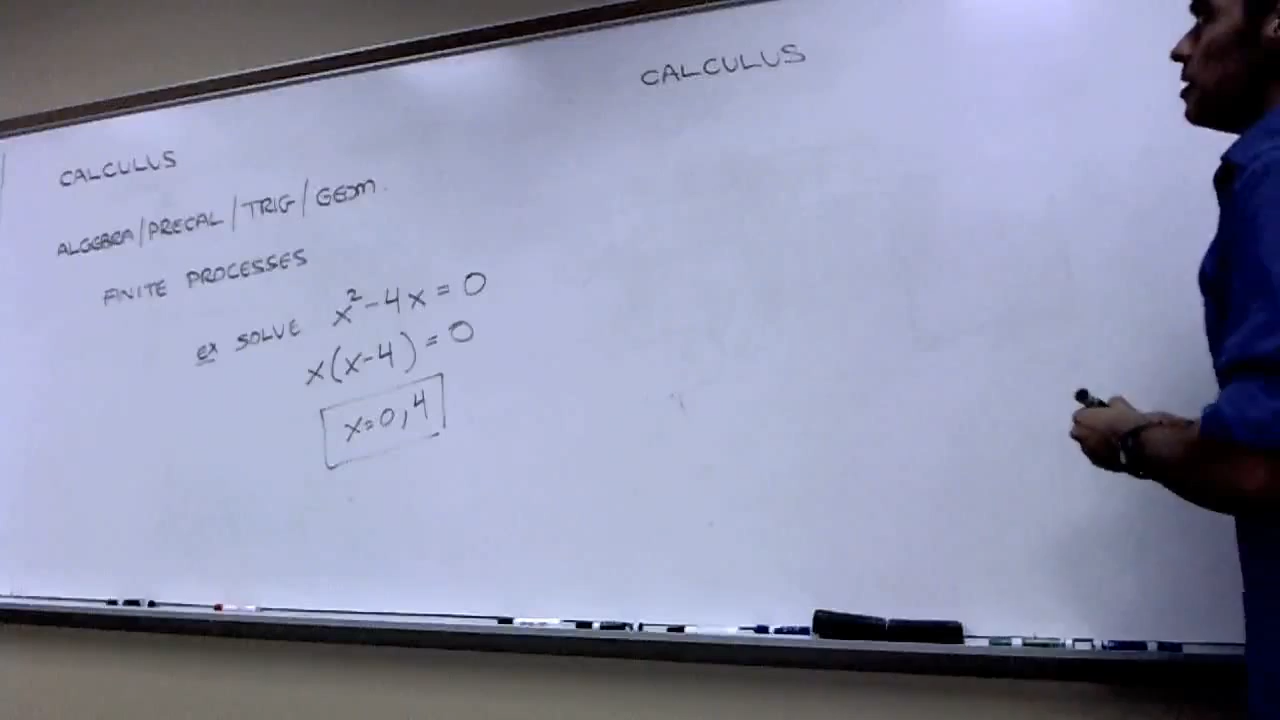 CALCULUS
ALGEBRA/PRECAL/TRIG/GEOM.
FINITE PROCESSES
ex SOLVE x²-4x=0
x(x-4)=0
x=0,4
CALCULUS